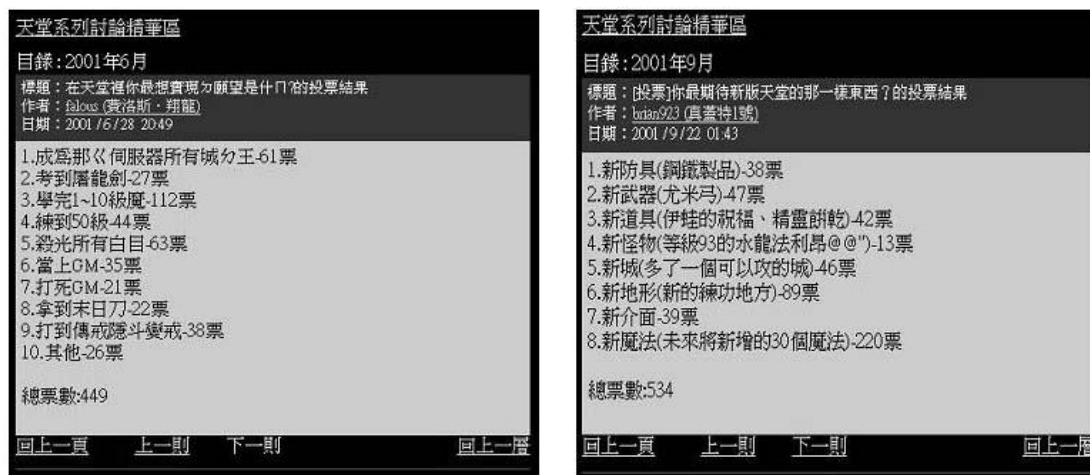 天堂系列討論精華區
目錄:2001年6月
標題：在天堂裡你最想實現ㄉ願望是什ㄇ?的投票結果
作者：falous (費洛斯・翔龍)
日期：2001/6/28 20:49
1.成為那ㄍ伺服器所有城ㄉ王-61票
2.考到屠龍劍-27票
3.學完1~10級魔-112票
4.練到50級-44票
5.殺光所有白目-63票
6.當上GM-35票
7.打死GM-21票
8.拿到末日刀-22票
9.打到傳戒隱斗變戒-38票
10.其他-26票
總票數:449
回上一頁 上一則 下一則 回上一層
天堂系列討論精華區
目錄:2001年9月
標題：[投票]你最期待新版天堂的那一樣東西？的投票結果
作者：brian923 (真蓋特1號)
日期：2001/9/22 01:43
1.新防具(鋼鐵製品)-38票
2.新武器(尤米弓)-47票
3.新道具(伊蛙的祝福、精靈餅乾)-42票
4.新怪物(等級93的水龍法利昂@@")-13票
5.新城(多了一個可以攻的城)-46票
6.新地形(新的練功地方)-89票
7.新介面-39票
8.新魔法(未來將新增的30個魔法)-220票
總票數:534
回上一頁 上一則 下一則 回上一層